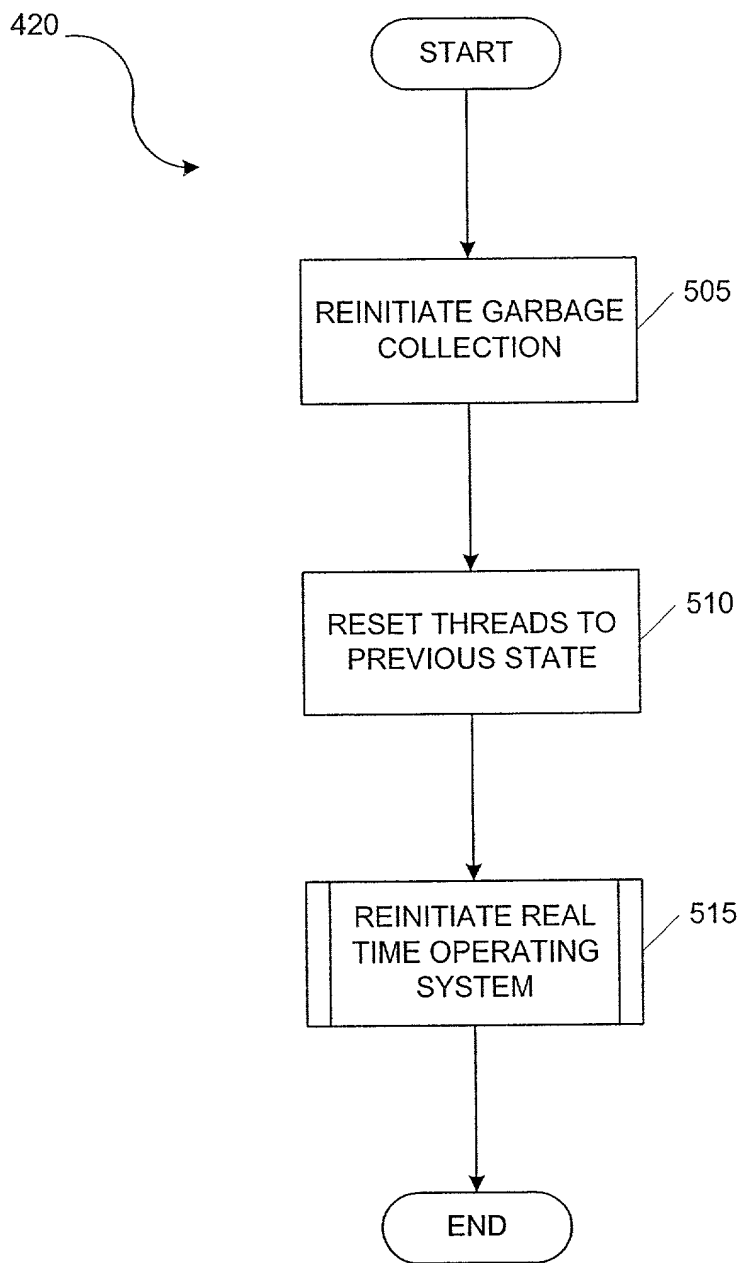 420
START
REINITIATE GARBAGE
COLLECTION
505
RESET THREADS TO
PREVIOUS STATE
510
REINITIATE REAL
TIME OPERATING
SYSTEM
515
END